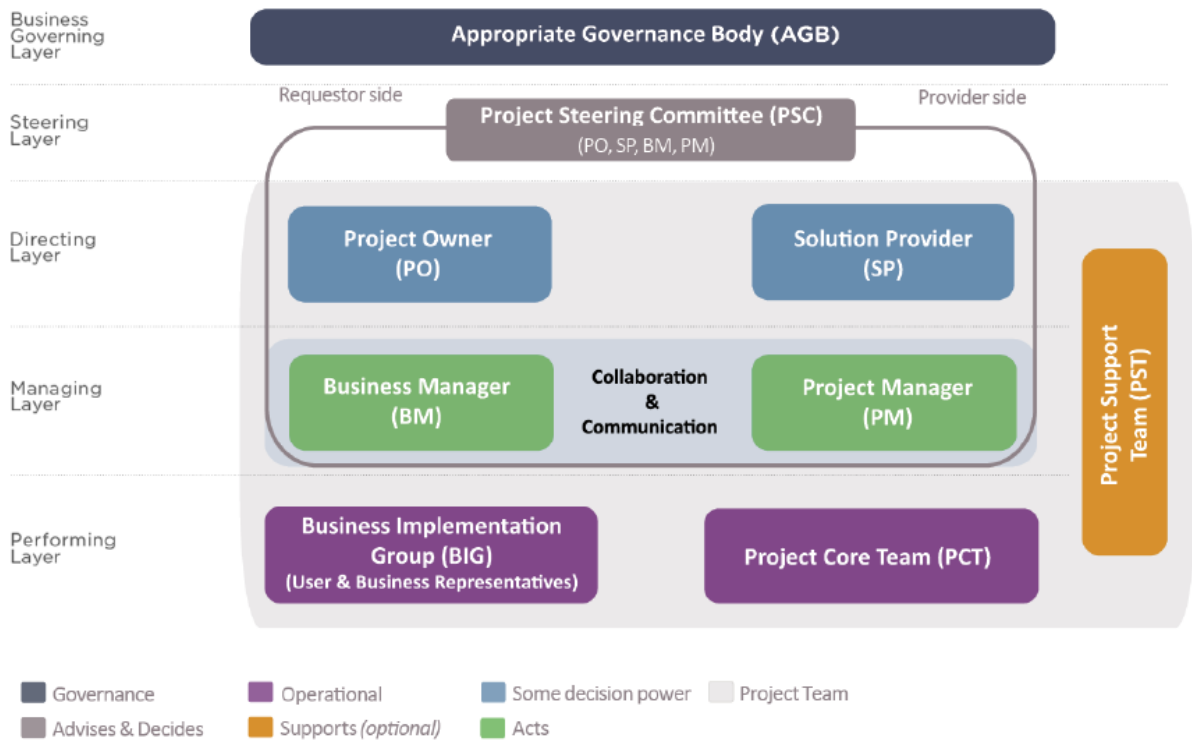 Business
Governing
Layer
Appropriate Governance Body (AGB)
Requestor side
Provider side
Steering
Layer
Project Steering Committee (PSC)
(PO, SP, BM, PM)
Directing
Layer
Project Owner
(PO)
Solution Provider
(SP)
Managing
Layer
Business Manager
(BM)
Collaboration
&
Communication
Project Manager
(PM)
Project Support
Team (PST)
Performing
Layer
Business Implementation
Group (BIG)
(User & Business Representatives)
Project Core Team (PCT)
Governance
Operational
Some decision power
Project Team
Advises & Decides
Supports (optional)
Acts